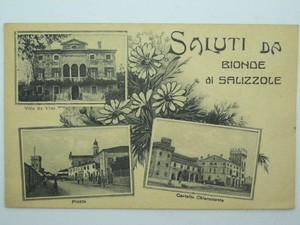 SALUTI DA
BIONDE
di SALIZZOLE
Villa
Piazza
Castello